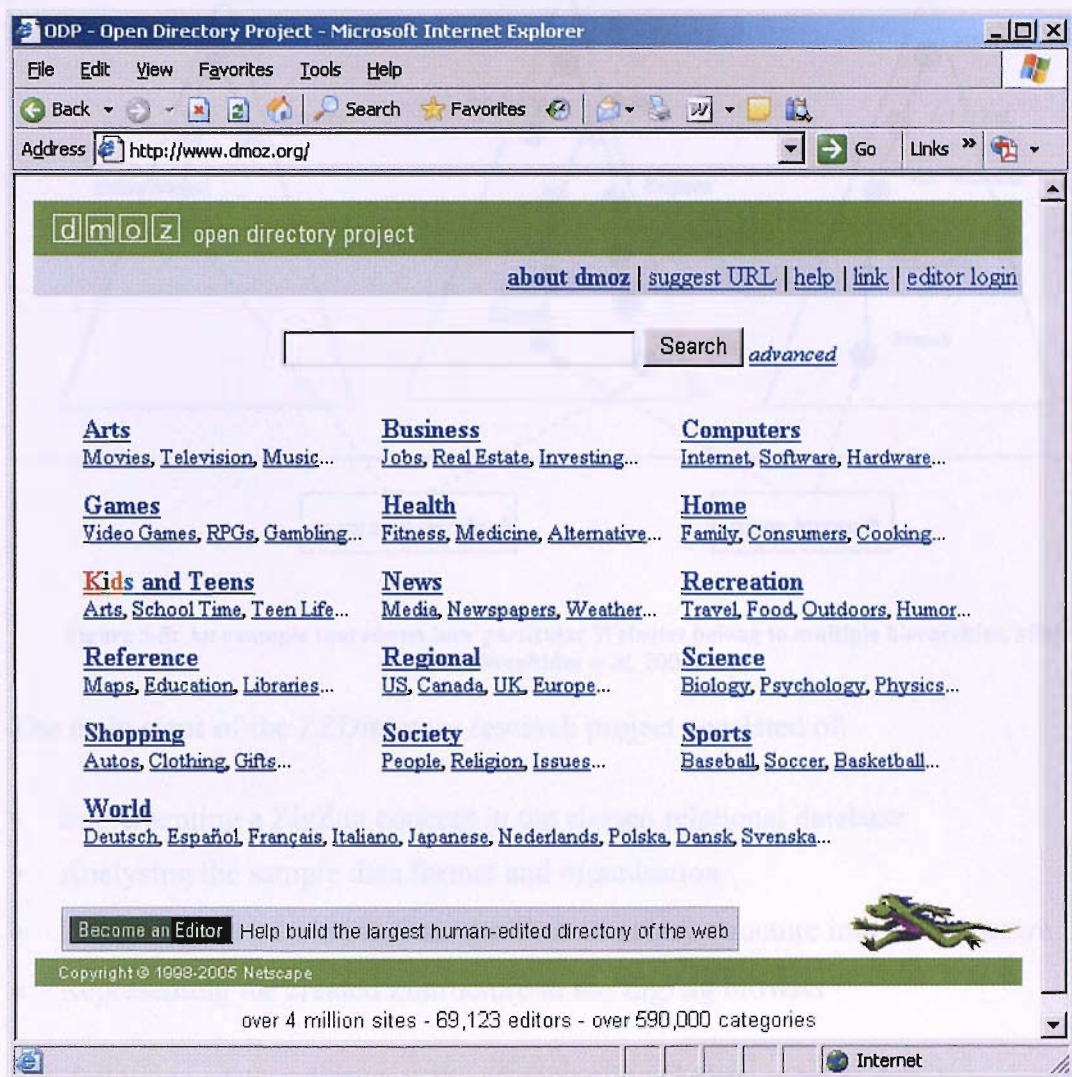 ODP - Open Directory Project - Microsoft Internet Explorer
File Edit View Favorites Tools Help
Back Search Favorites
Address http://www.dmoz.org/ Go Links »
dmoz open directory project
about dmoz | suggest URL | help | link | editor login
Search advanced
Arts Business Computers
Movies, Television, Music... Jobs, Real Estate, Investing... Internet, Software, Hardware...
Games Health Home
Video Games, RPGs, Gambling... Fitness, Medicine, Alternative... Family, Consumers, Cooking...
Kids and Teens News Recreation
Arts, School Time, Teen Life... Media, Newspapers, Weather... Travel, Food, Outdoors, Humor...
Reference Regional Science
Maps, Education, Libraries... US, Canada, UK, Europe... Biology, Psychology, Physics...
Shopping Society Sports
Autos, Clothing, Gifts... People, Religion, Issues... Baseball, Soccer, Basketball...
World
Deutsch, Español, Français, Italiano, Japanese, Nederlands, Polska, Dansk, Svenska...
Become an Editor Help build the largest human-edited directory of the web
Copyright © 1998-2005 Netscape
over 4 million sites - 69,123 editors - over 590,000 categories
Internet